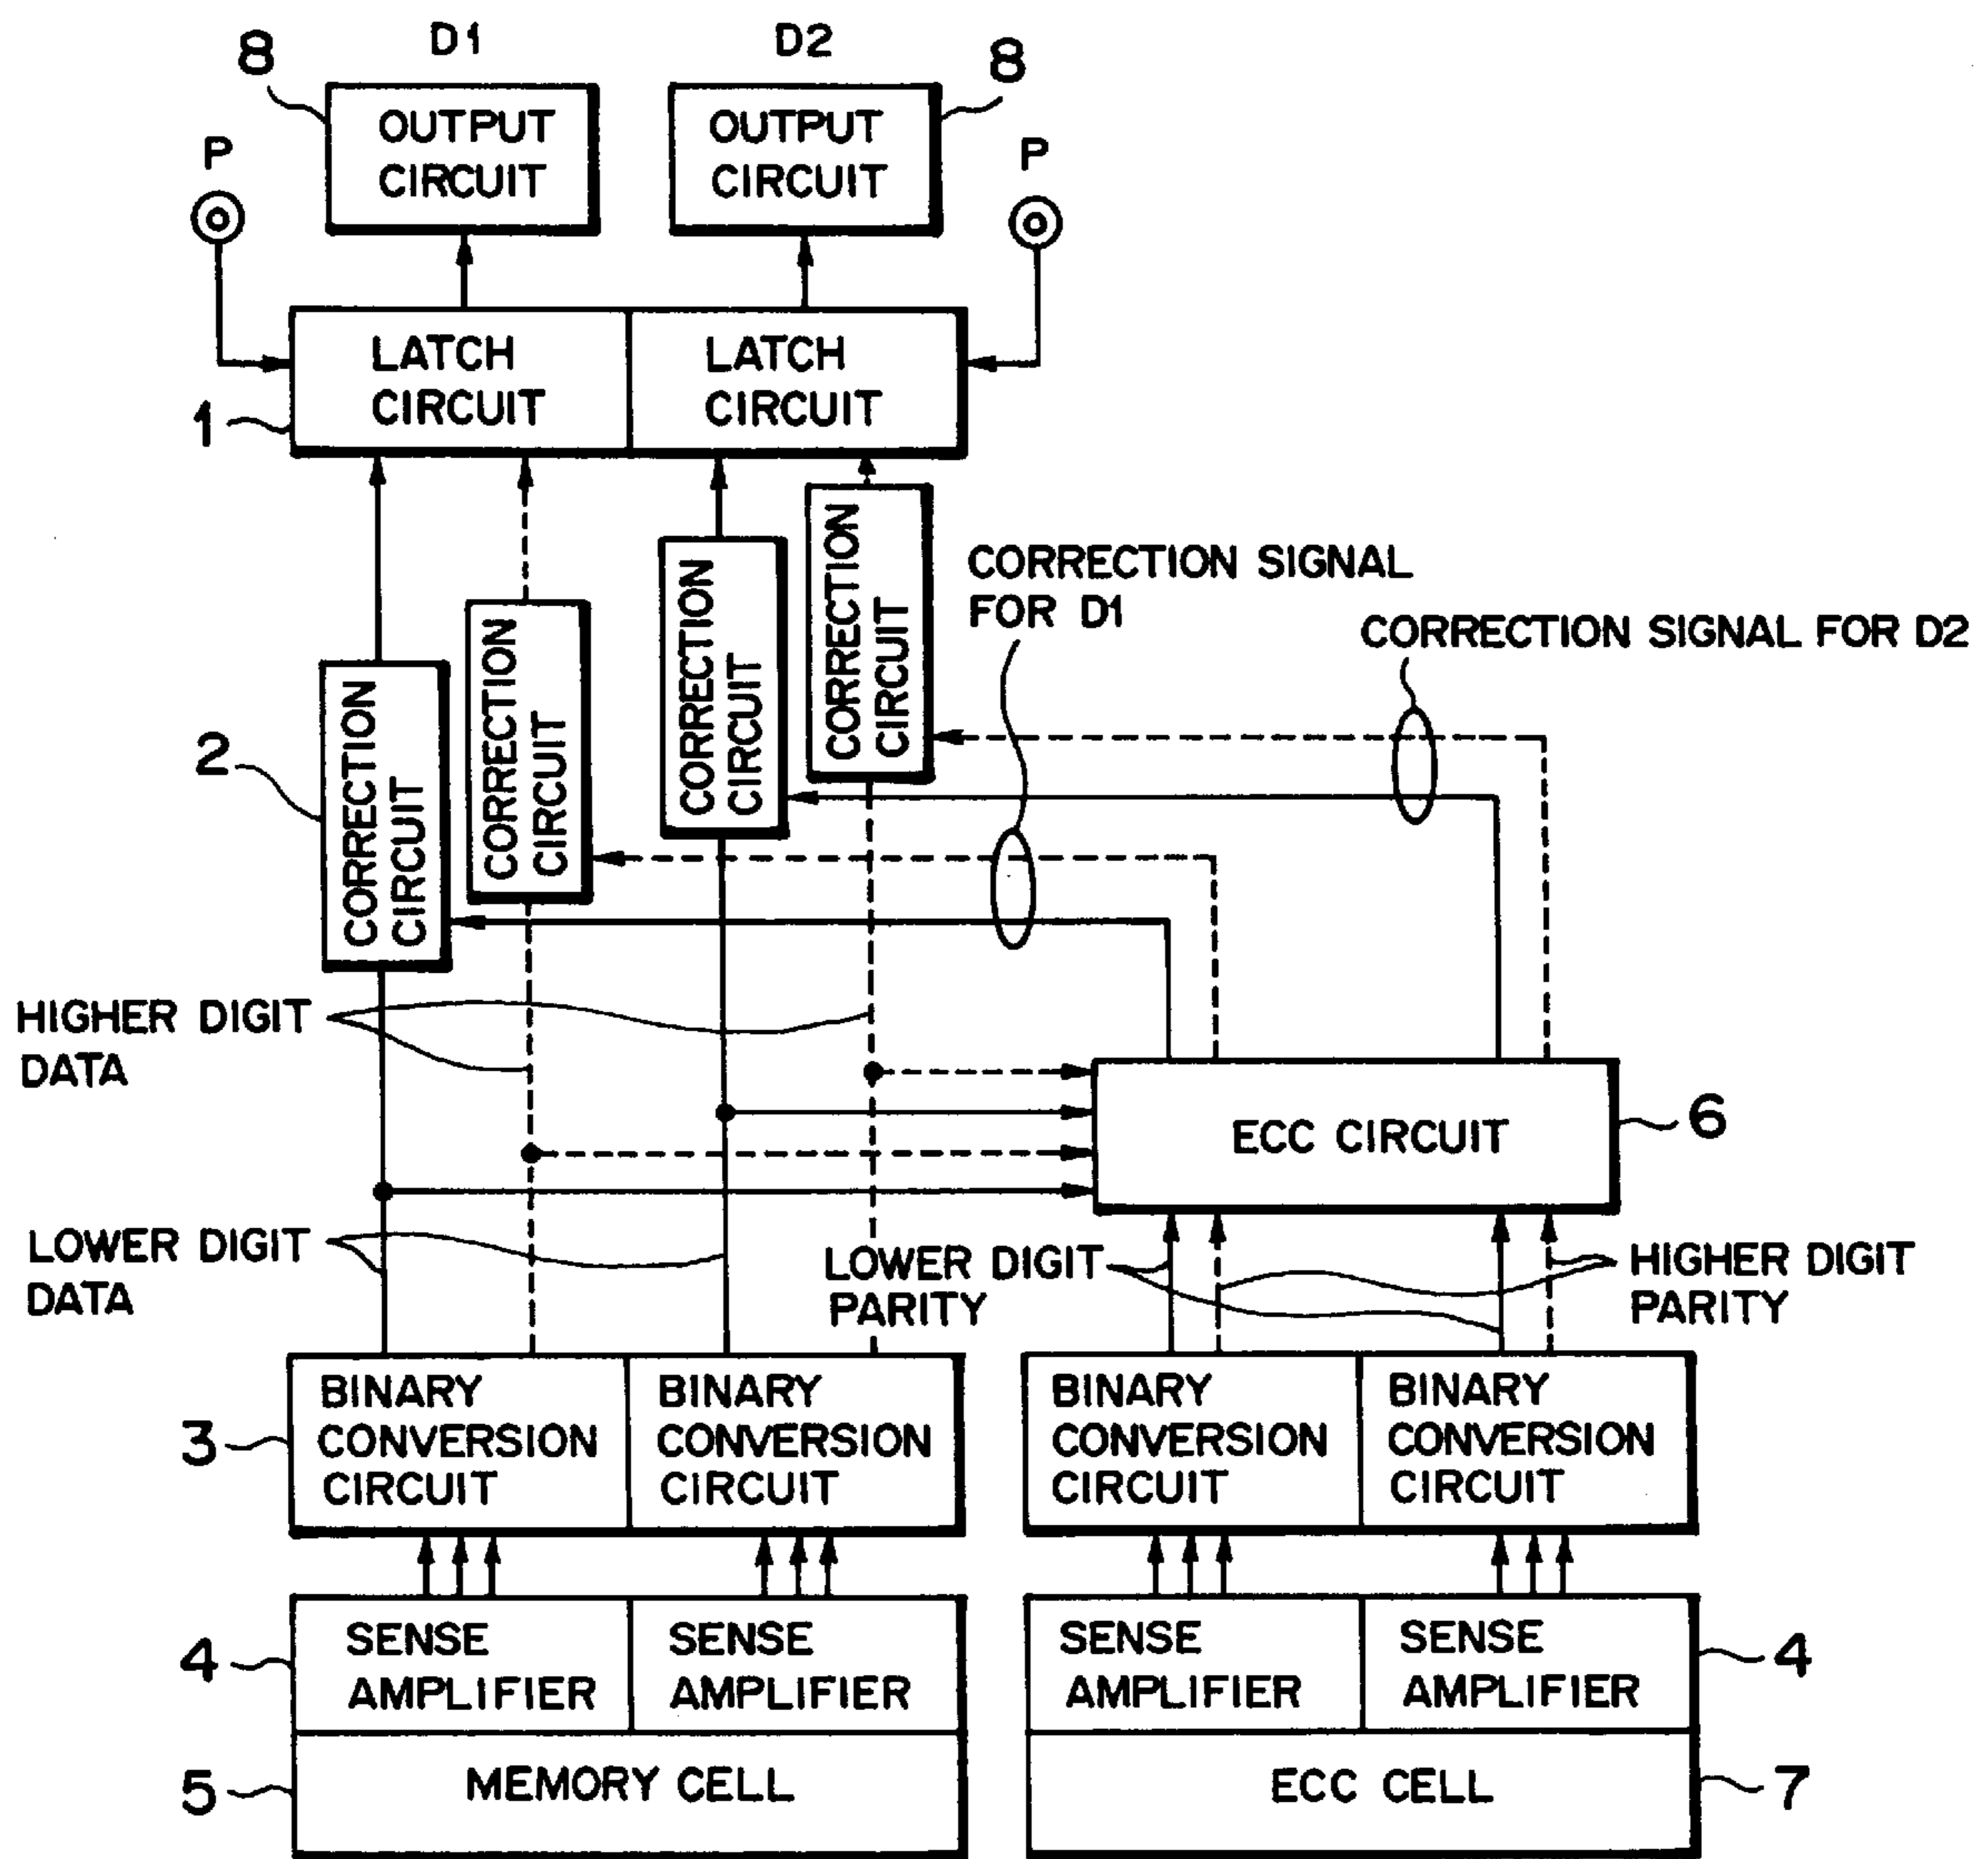 D1
D2
8
8
OUTPUT
CIRCUIT
OUTPUT
CIRCUIT
P
P
LATCH
CIRCUIT
LATCH
CIRCUIT
1
CORRECTION
CIRCUIT
CORRECTION
CIRCUIT
CORRECTION
CIRCUIT
CORRECTION
CIRCUIT
2
CORRECTION SIGNAL
FOR D1
CORRECTION SIGNAL FOR D2
HIGHER DIGIT
DATA
ECC CIRCUIT
6
LOWER DIGIT
DATA
LOWER DIGIT
PARITY
HIGHER DIGIT
PARITY
3
BINARY
CONVERSION
CIRCUIT
BINARY
CONVERSION
CIRCUIT
BINARY
CONVERSION
CIRCUIT
BINARY
CONVERSION
CIRCUIT
4
SENSE
AMPLIFIER
SENSE
AMPLIFIER
SENSE
AMPLIFIER
SENSE
AMPLIFIER
4
5
MEMORY CELL
ECC CELL
7